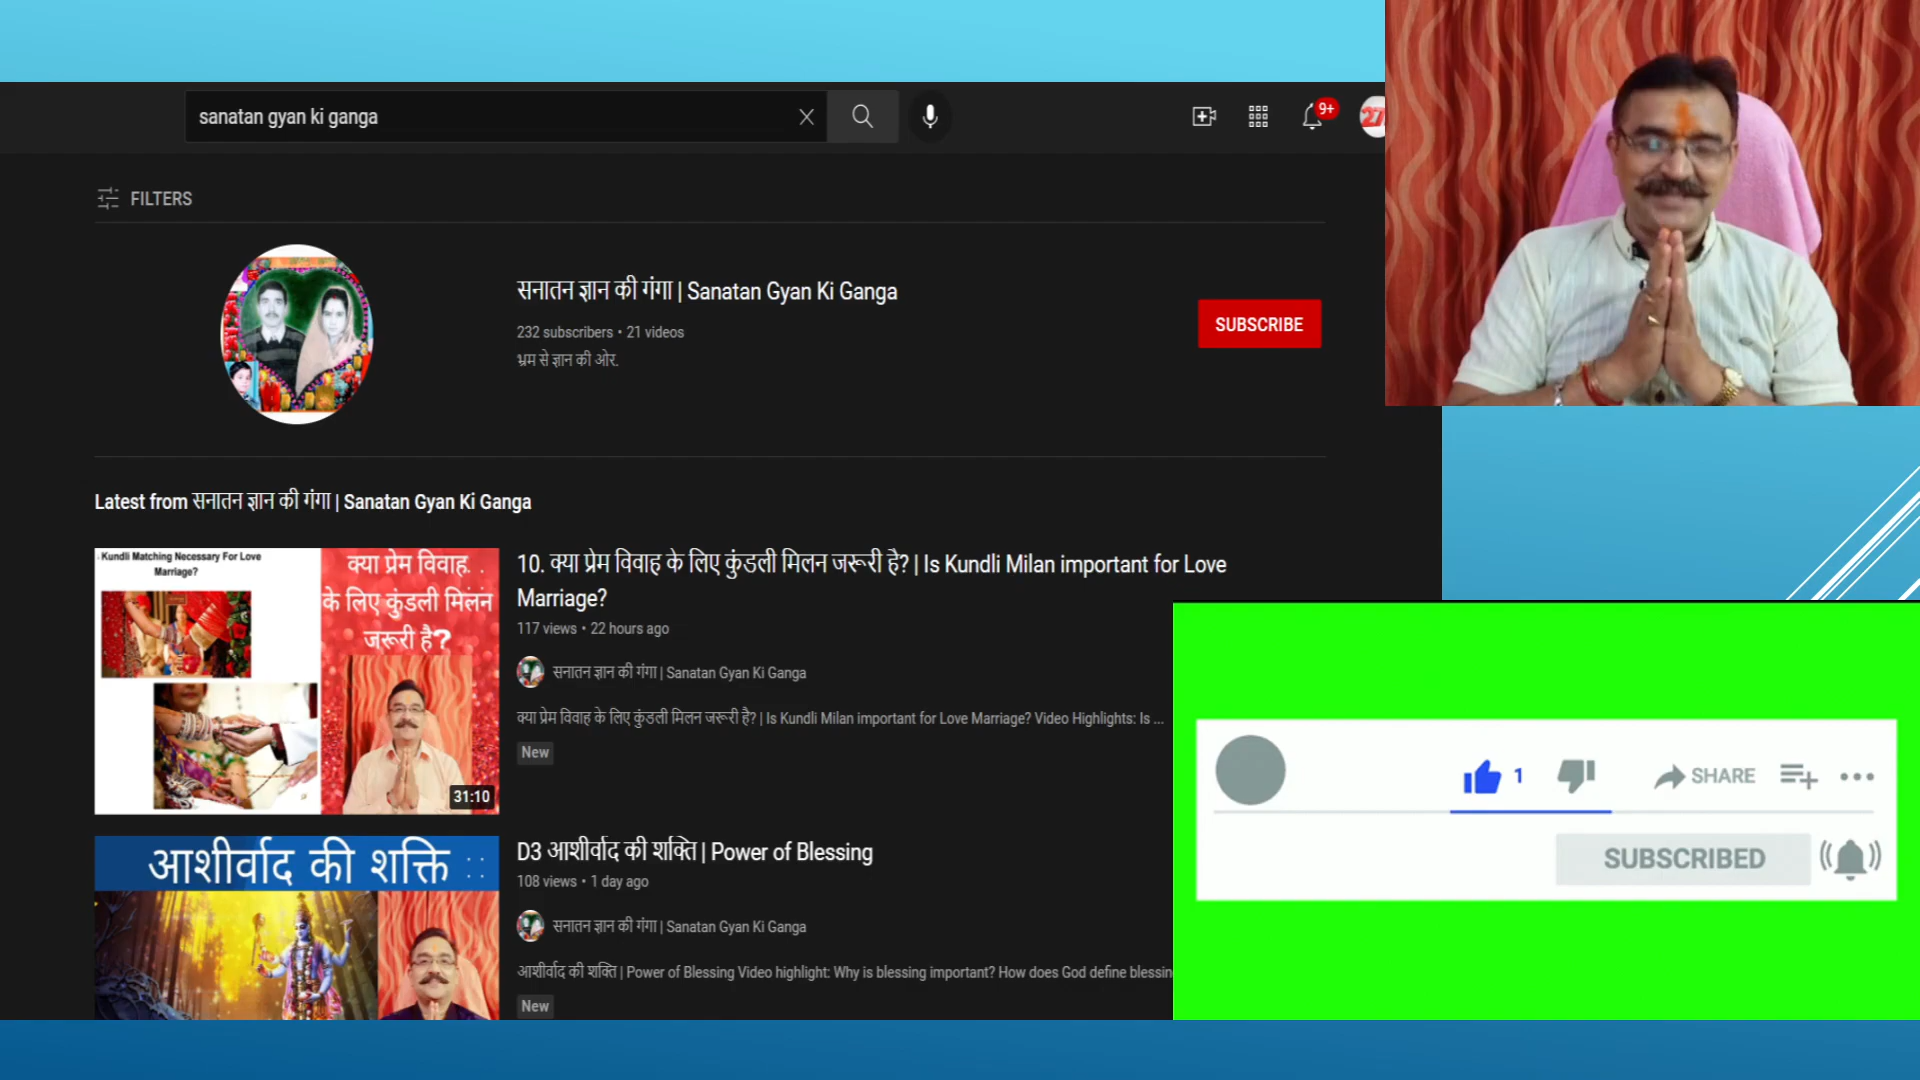 sanatan gyan ki ganga
9+
27
FILTERS
सनातन ज्ञान की गंगा | Sanatan Gyan Ki Ganga
232 subscribers • 21 videos
भ्रम से ज्ञान की ओर.
SUBSCRIBE
Latest from सनातन ज्ञान की गंगा | Sanatan Gyan Ki Ganga
Kundli Matching Necessary For Love
Marriage?
क्या प्रेम विवाह
के लिए कुंडली मिलन
जरूरी है?
31:10
10. क्या प्रेम विवाह के लिए कुंडली मिलन जरूरी है? | Is Kundli Milan important for Love
Marriage?
117 views • 22 hours ago
सनातन ज्ञान की गंगा | Sanatan Gyan Ki Ganga
क्या प्रेम विवाह के लिए कुंडली मिलन जरूरी है? | Is Kundli Milan important for Love Marriage? Video Highlights: Is ...
New
आशीर्वाद की शक्ति
D3 आशीर्वाद की शक्ति | Power of Blessing
108 views • 1 day ago
सनातन ज्ञान की गंगा | Sanatan Gyan Ki Ganga
आशीर्वाद की शक्ति | Power of Blessing Video highlight: Why is blessing important? How does God define blessin
New
1
SHARE
SUBSCRIBED